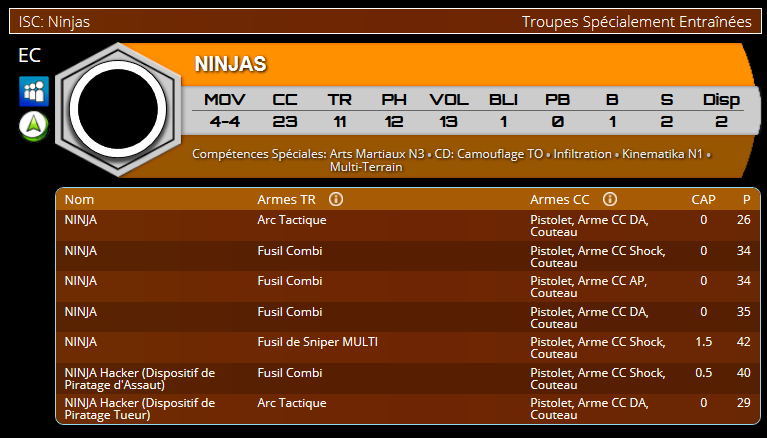 ISC: Ninjas Troupes Spécialement Entraînées
EC
NINJAS
MOV CC TR PH VOL BLI PB B S Disp
4-4 23 11 12 13 1 0 1 2 2
Compétences Spéciales: Arts Martiaux N3 • CD: Camouflage TO • Infiltration • Kinematika N1 •
Multi-Terrain
Nom Armes TR Armes CC CAP P
NINJA Arc Tactique Pistolet, Arme CC DA, 0 26
Couteau
NINJA Fusil Combi Pistolet, Arme CC Shock, 0 34
Couteau
NINJA Fusil Combi Pistolet, Arme CC AP, 0 34
Couteau
NINJA Fusil Combi Pistolet, Arme CC DA, 0 35
Couteau
NINJA Fusil de Sniper MULTI Pistolet, Arme CC Shock, 1.5 42
Couteau
NINJA Hacker (Dispositif de Fusil Combi Pistolet, Arme CC Shock, 0.5 40
Piratage d'Assaut) Couteau
NINJA Hacker (Dispositif de Arc Tactique Pistolet, Arme CC DA, 0 29
Piratage Tueur) Couteau